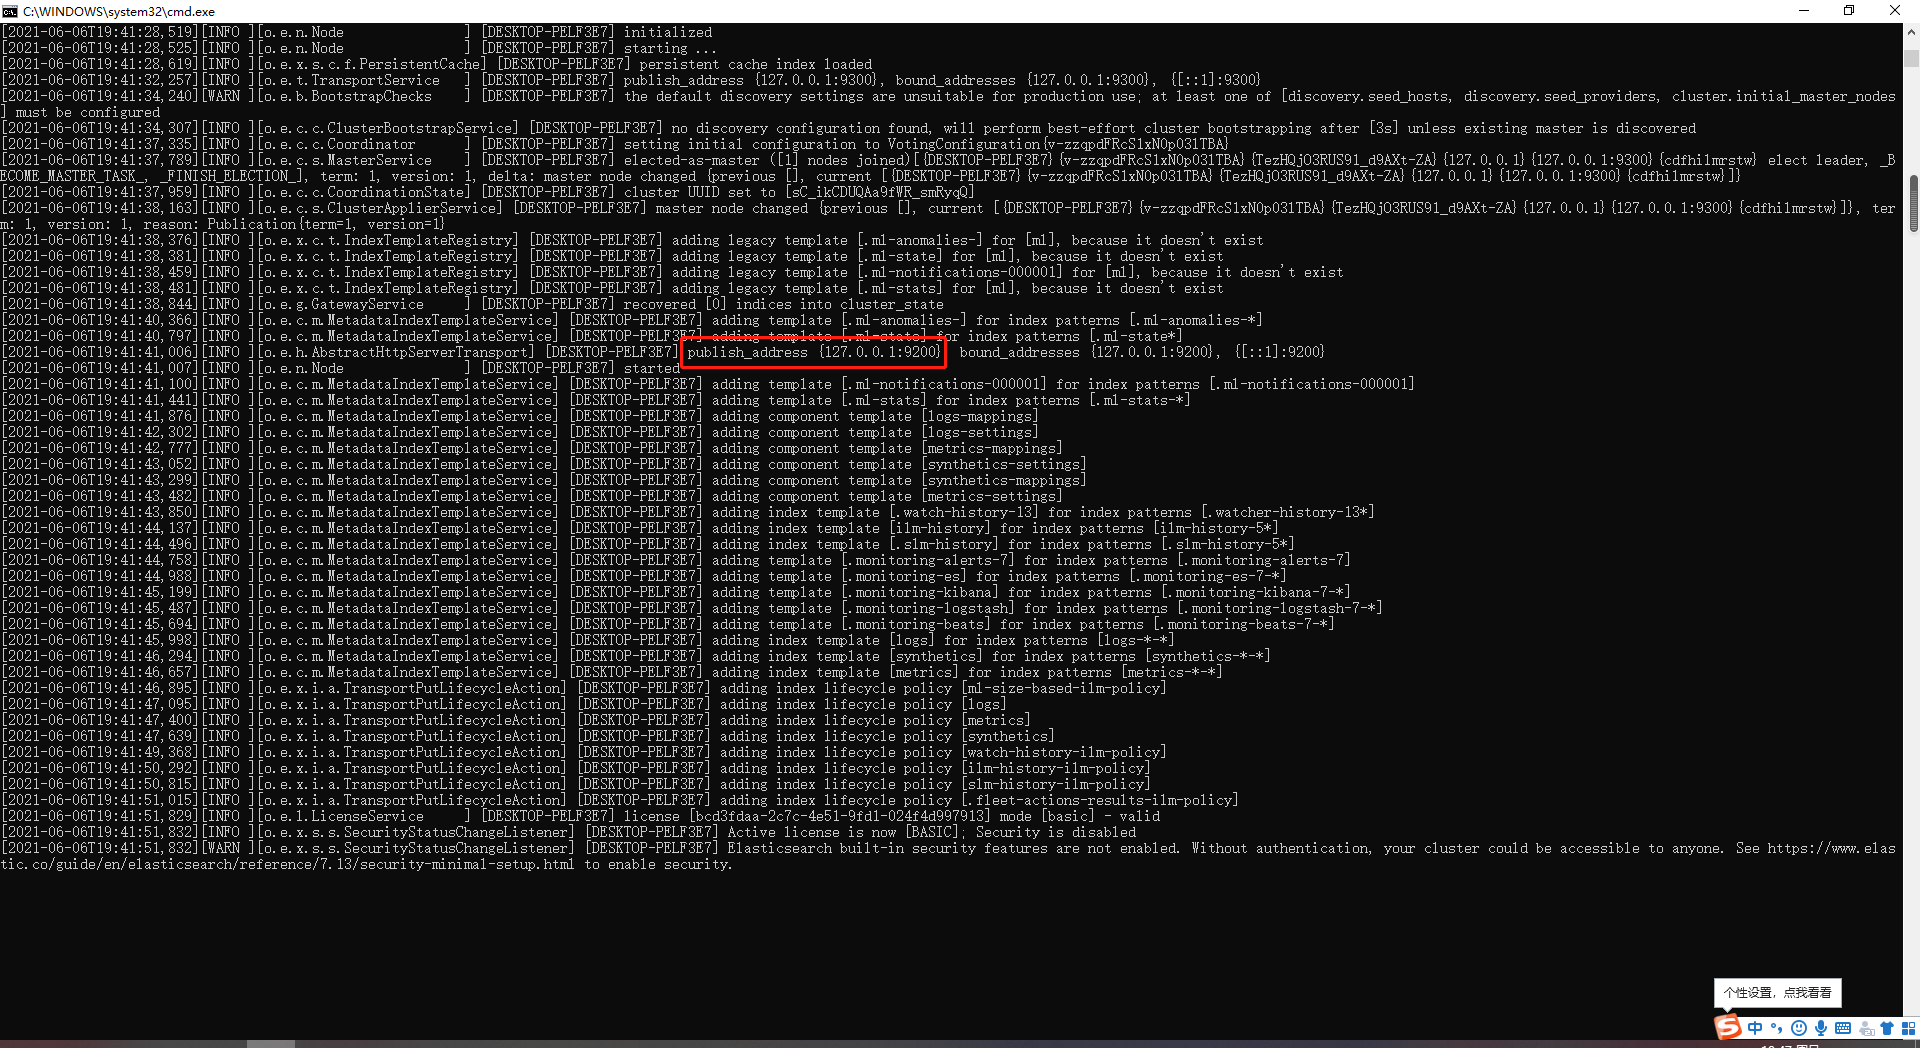 C:\WINDOWS\system32\cmd.exe
[2021-06-06T19:41:28,519][INFO ][o.e.n.Node               ] [DESKTOP-PELF3E7] initialized
[2021-06-06T19:41:28,525][INFO ][o.e.n.Node               ] [DESKTOP-PELF3E7] starting ...
[2021-06-06T19:41:28,619][INFO ][o.e.x.s.c.f.PersistentCache] [DESKTOP-PELF3E7] persistent cache index loaded
[2021-06-06T19:41:32,257][INFO ][o.e.t.TransportService   ] [DESKTOP-PELF3E7] publish_address {127.0.0.1:9300}, bound_addresses {127.0.0.1:9300}, {[::1]:9300}
[2021-06-06T19:41:34,240][WARN ][o.e.b.BootstrapChecks    ] [DESKTOP-PELF3E7] the default discovery settings are unsuitable for production use; at least one of [discovery.seed_hosts, discovery.seed_providers, cluster.initial_master_nodes
] must be configured
[2021-06-06T19:41:34,307][INFO ][o.e.c.c.ClusterBootstrapService] [DESKTOP-PELF3E7] no discovery configuration found, will perform best-effort cluster bootstrapping after [3s] unless existing master is discovered
[2021-06-06T19:41:37,335][INFO ][o.e.c.c.Coordinator      ] [DESKTOP-PELF3E7] setting initial configuration to VotingConfiguration{v-zzqpdFRcS1xN0p031TBA}
[2021-06-06T19:41:37,789][INFO ][o.e.c.s.MasterService    ] [DESKTOP-PELF3E7] elected-as-master ([1] nodes joined)[{DESKTOP-PELF3E7}{v-zzqpdFRcS1xN0p031TBA}{TezHQjO3RUS91_d9AXt-ZA}{127.0.0.1}{127.0.0.1:9300}{cdfhilmrstw} elect leader, _B
ECOME_MASTER_TASK_, _FINISH_ELECTION_], term: 1, version: 1, delta: master node changed {previous [], current [{DESKTOP-PELF3E7}{v-zzqpdFRcS1xN0p031TBA}{TezHQjO3RUS91_d9AXt-ZA}{127.0.0.1}{127.0.0.1:9300}{cdfhilmrstw}]}
[2021-06-06T19:41:37,959][INFO ][o.e.c.c.CoordinationState] [DESKTOP-PELF3E7] cluster UUID set to [sC_ikCDUQAa9fWR_smRyqQ]
[2021-06-06T19:41:38,163][INFO ][o.e.c.s.ClusterApplierService] [DESKTOP-PELF3E7] master node changed {previous [], current [{DESKTOP-PELF3E7}{v-zzqpdFRcS1xN0p031TBA}{TezHQjO3RUS91_d9AXt-ZA}{127.0.0.1}{127.0.0.1:9300}{cdfhilmrstw}]}, ter
m: 1, version: 1, reason: Publication{term=1, version=1}
[2021-06-06T19:41:38,376][INFO ][o.e.x.c.t.IndexTemplateRegistry] [DESKTOP-PELF3E7] adding legacy template [.ml-anomalies-] for [ml], because it doesn't exist
[2021-06-06T19:41:38,381][INFO ][o.e.x.c.t.IndexTemplateRegistry] [DESKTOP-PELF3E7] adding legacy template [.ml-state] for [ml], because it doesn't exist
[2021-06-06T19:41:38,459][INFO ][o.e.x.c.t.IndexTemplateRegistry] [DESKTOP-PELF3E7] adding legacy template [.ml-notifications-000001] for [ml], because it doesn't exist
[2021-06-06T19:41:38,481][INFO ][o.e.x.c.t.IndexTemplateRegistry] [DESKTOP-PELF3E7] adding legacy template [.ml-stats] for [ml], because it doesn't exist
[2021-06-06T19:41:38,844][INFO ][o.e.g.GatewayService     ] [DESKTOP-PELF3E7] recovered [0] indices into cluster_state
[2021-06-06T19:41:40,366][INFO ][o.e.c.m.MetadataIndexTemplateService] [DESKTOP-PELF3E7] adding template [.ml-anomalies-] for index patterns [.ml-anomalies-*]
[2021-06-06T19:41:40,797][INFO ][o.e.c.m.MetadataIndexTemplateService] [DESKTOP-PELF3E7] adding template [.ml-state] for index patterns [.ml-state*]
[2021-06-06T19:41:41,006][INFO ][o.e.h.AbstractHttpServerTransport] [DESKTOP-PELF3E7] publish_address {127.0.0.1:9200} bound_addresses {127.0.0.1:9200}, {[::1]:9200}
[2021-06-06T19:41:41,007][INFO ][o.e.n.Node               ] [DESKTOP-PELF3E7] started
[2021-06-06T19:41:41,100][INFO ][o.e.c.m.MetadataIndexTemplateService] [DESKTOP-PELF3E7] adding template [.ml-notifications-000001] for index patterns [.ml-notifications-000001]
[2021-06-06T19:41:41,441][INFO ][o.e.c.m.MetadataIndexTemplateService] [DESKTOP-PELF3E7] adding template [.ml-stats] for index patterns [.ml-stats-*]
[2021-06-06T19:41:41,876][INFO ][o.e.c.m.MetadataIndexTemplateService] [DESKTOP-PELF3E7] adding component template [logs-mappings]
[2021-06-06T19:41:42,302][INFO ][o.e.c.m.MetadataIndexTemplateService] [DESKTOP-PELF3E7] adding component template [logs-settings]
[2021-06-06T19:41:42,777][INFO ][o.e.c.m.MetadataIndexTemplateService] [DESKTOP-PELF3E7] adding component template [metrics-mappings]
[2021-06-06T19:41:43,052][INFO ][o.e.c.m.MetadataIndexTemplateService] [DESKTOP-PELF3E7] adding component template [synthetics-settings]
[2021-06-06T19:41:43,299][INFO ][o.e.c.m.MetadataIndexTemplateService] [DESKTOP-PELF3E7] adding component template [synthetics-mappings]
[2021-06-06T19:41:43,482][INFO ][o.e.c.m.MetadataIndexTemplateService] [DESKTOP-PELF3E7] adding component template [metrics-settings]
[2021-06-06T19:41:43,850][INFO ][o.e.c.m.MetadataIndexTemplateService] [DESKTOP-PELF3E7] adding index template [.watch-history-13] for index patterns [.watcher-history-13*]
[2021-06-06T19:41:44,137][INFO ][o.e.c.m.MetadataIndexTemplateService] [DESKTOP-PELF3E7] adding index template [ilm-history] for index patterns [ilm-history-5*]
[2021-06-06T19:41:44,496][INFO ][o.e.c.m.MetadataIndexTemplateService] [DESKTOP-PELF3E7] adding index template [.slm-history] for index patterns [.slm-history-5*]
[2021-06-06T19:41:44,758][INFO ][o.e.c.m.MetadataIndexTemplateService] [DESKTOP-PELF3E7] adding template [.monitoring-alerts-7] for index patterns [.monitoring-alerts-7]
[2021-06-06T19:41:44,988][INFO ][o.e.c.m.MetadataIndexTemplateService] [DESKTOP-PELF3E7] adding template [.monitoring-es] for index patterns [.monitoring-es-7-*]
[2021-06-06T19:41:45,199][INFO ][o.e.c.m.MetadataIndexTemplateService] [DESKTOP-PELF3E7] adding template [.monitoring-kibana] for index patterns [.monitoring-kibana-7-*]
[2021-06-06T19:41:45,487][INFO ][o.e.c.m.MetadataIndexTemplateService] [DESKTOP-PELF3E7] adding template [.monitoring-logstash] for index patterns [.monitoring-logstash-7-*]
[2021-06-06T19:41:45,694][INFO ][o.e.c.m.MetadataIndexTemplateService] [DESKTOP-PELF3E7] adding template [.monitoring-beats] for index patterns [.monitoring-beats-7-*]
[2021-06-06T19:41:45,998][INFO ][o.e.c.m.MetadataIndexTemplateService] [DESKTOP-PELF3E7] adding index template [logs] for index patterns [logs-*-*]
[2021-06-06T19:41:46,294][INFO ][o.e.c.m.MetadataIndexTemplateService] [DESKTOP-PELF3E7] adding index template [synthetics] for index patterns [synthetics-*-*]
[2021-06-06T19:41:46,657][INFO ][o.e.c.m.MetadataIndexTemplateService] [DESKTOP-PELF3E7] adding index template [metrics] for index patterns [metrics-*-*]
[2021-06-06T19:41:46,895][INFO ][o.e.x.i.a.TransportPutLifecycleAction] [DESKTOP-PELF3E7] adding index lifecycle policy [ml-size-based-ilm-policy]
[2021-06-06T19:41:47,095][INFO ][o.e.x.i.a.TransportPutLifecycleAction] [DESKTOP-PELF3E7] adding index lifecycle policy [logs]
[2021-06-06T19:41:47,400][INFO ][o.e.x.i.a.TransportPutLifecycleAction] [DESKTOP-PELF3E7] adding index lifecycle policy [metrics]
[2021-06-06T19:41:47,639][INFO ][o.e.x.i.a.TransportPutLifecycleAction] [DESKTOP-PELF3E7] adding index lifecycle policy [synthetics]
[2021-06-06T19:41:49,368][INFO ][o.e.x.i.a.TransportPutLifecycleAction] [DESKTOP-PELF3E7] adding index lifecycle policy [watch-history-ilm-policy]
[2021-06-06T19:41:50,292][INFO ][o.e.x.i.a.TransportPutLifecycleAction] [DESKTOP-PELF3E7] adding index lifecycle policy [ilm-history-ilm-policy]
[2021-06-06T19:41:50,815][INFO ][o.e.x.i.a.TransportPutLifecycleAction] [DESKTOP-PELF3E7] adding index lifecycle policy [slm-history-ilm-policy]
[2021-06-06T19:41:51,015][INFO ][o.e.x.i.a.TransportPutLifecycleAction] [DESKTOP-PELF3E7] adding index lifecycle policy [.fleet-actions-results-ilm-policy]
[2021-06-06T19:41:51,829][INFO ][o.e.l.LicenseService     ] [DESKTOP-PELF3E7] license [bcd3fdaa-2c7c-4e51-9fd1-024f4d997913] mode [basic] - valid
[2021-06-06T19:41:51,832][INFO ][o.e.x.s.s.SecurityStatusChangeListener] [DESKTOP-PELF3E7] Active license is now [BASIC]; Security is disabled
[2021-06-06T19:41:51,832][WARN ][o.e.x.s.s.SecurityStatusChangeListener] [DESKTOP-PELF3E7] Elasticsearch built-in security features are not enabled. Without authentication, your cluster could be accessible to anyone. See https://www.elas
tic.co/guide/en/elasticsearch/reference/7.13/security-minimal-setup.html to enable security.
个性设置，点我看看
中